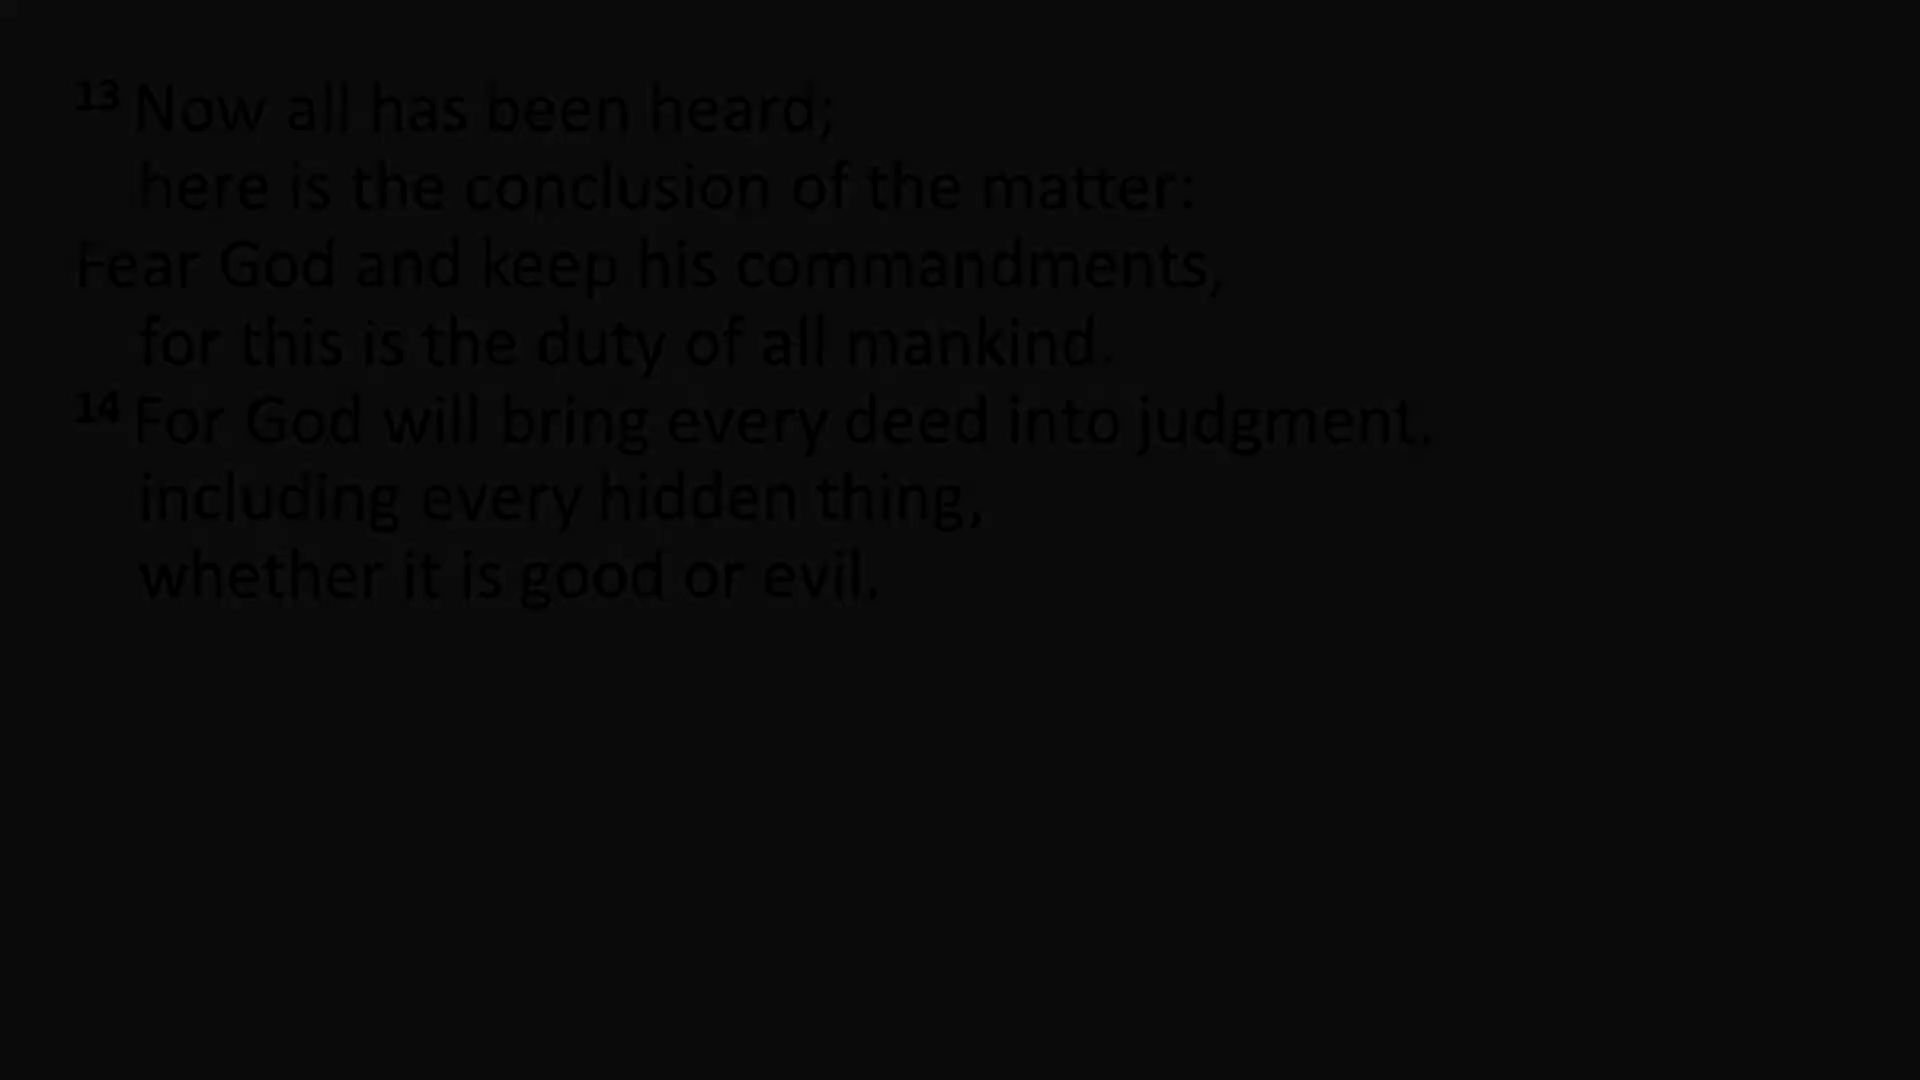 13 Now all has been heard;
here is the conclusion of the matter:
Fear God and keep his commandments,
for this is the duty of all mankind.
14 For God will bring every deed into judgment,
including every hidden thing,
whether it is good or evil.